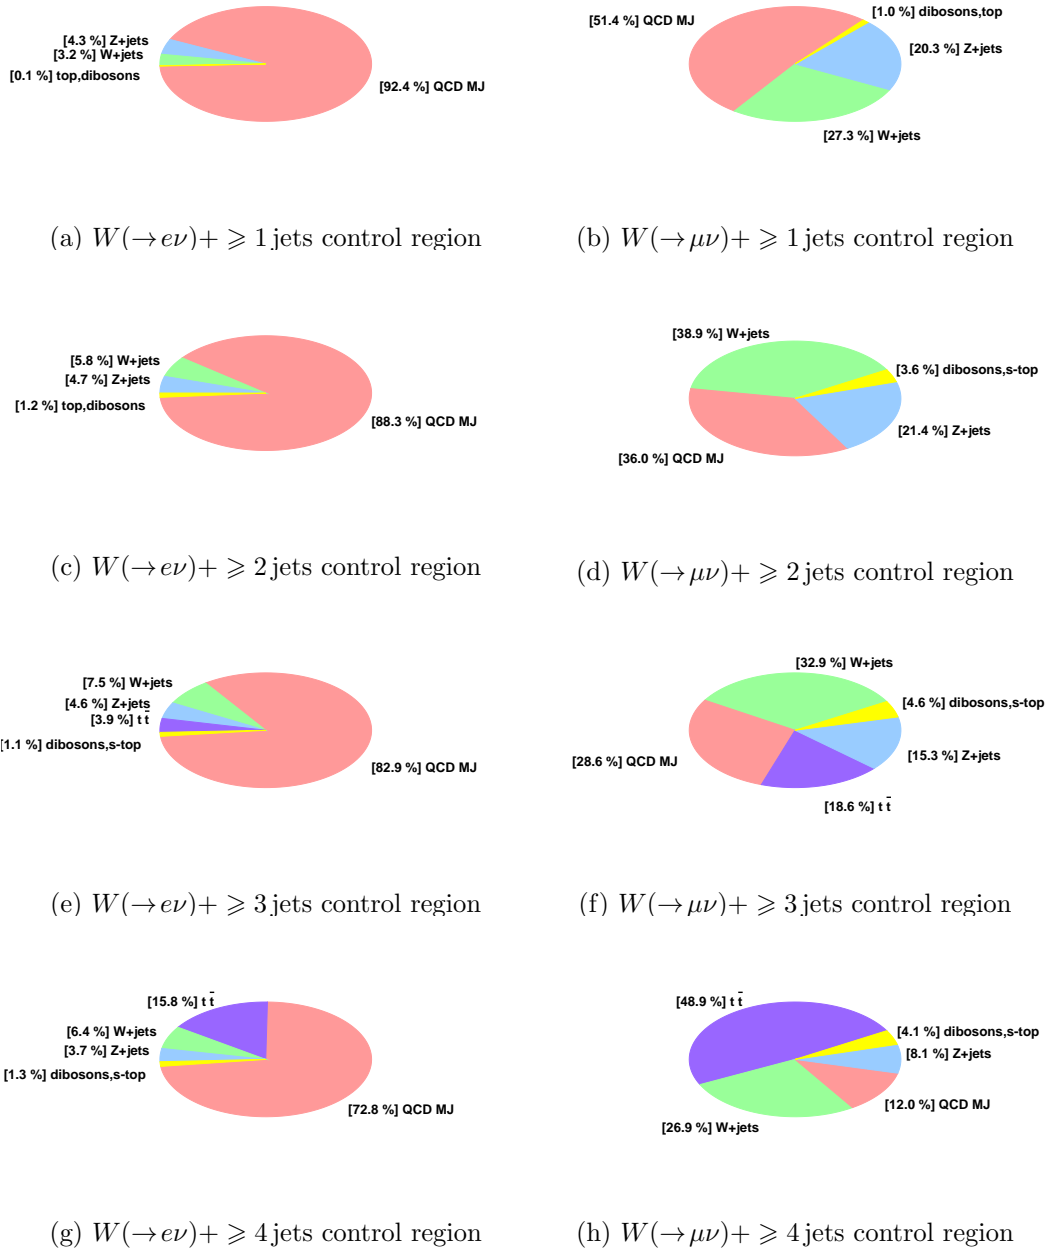 [4.3 %] Z+jets
[3.2 %] W+jets
[0.1 %] top,dibosons
[92.4 %] QCD MJ
(a) W(→eν)+ ⩾ 1 jets control region
[51.4 %] QCD MJ
[1.0 %] dibosons,top
[20.3 %] Z+jets
[27.3 %] W+jets
(b) W(→μν)+ ⩾ 1 jets control region
[5.8 %] W+jets
[4.7 %] Z+jets
[1.2 %] top,dibosons
[88.3 %] QCD MJ
(c) W(→eν)+ ⩾ 2 jets control region
[38.9 %] W+jets
[3.6 %] dibosons,s-top
[21.4 %] Z+jets
[36.0 %] QCD MJ
(d) W(→μν)+ ⩾ 2 jets control region
[7.5 %] W+jets
[4.6 %] Z+jets
[3.9 %] t t̄
[1.1 %] dibosons,s-top
[82.9 %] QCD MJ
(e) W(→eν)+ ⩾ 3 jets control region
[32.9 %] W+jets
[4.6 %] dibosons,s-top
[28.6 %] QCD MJ
[15.3 %] Z+jets
[18.6 %] t t̄
(f) W(→μν)+ ⩾ 3 jets control region
[15.8 %] t t̄
[6.4 %] W+jets
[3.7 %] Z+jets
[1.3 %] dibosons,s-top
[72.8 %] QCD MJ
(g) W(→eν)+ ⩾ 4 jets control region
[48.9 %] t t̄
[4.1 %] dibosons,s-top
[8.1 %] Z+jets
[12.0 %] QCD MJ
[26.9 %] W+jets
(h) W(→μν)+ ⩾ 4 jets control region